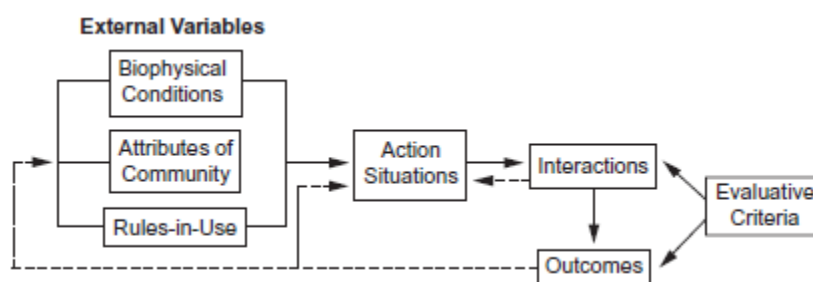 External Variables
Biophysical
Conditions
Attributes of
Community
Rules-in-Use
Action
Situations
Interactions
Outcomes
Evaluative
Criteria